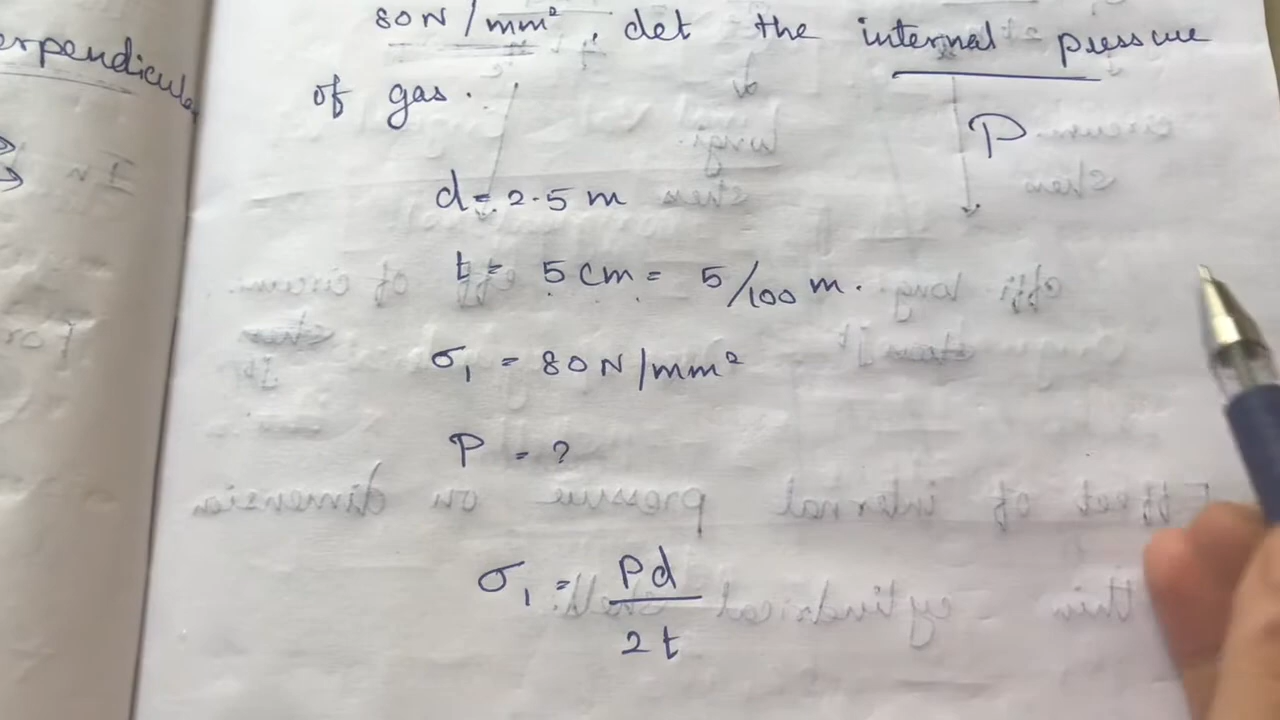 80N/mm², det the internal pressure
of gas.
P
d = 2.5 m
t = 5 cm = 5/100 m.
σ₁ = 80N/mm²
P = ?
σ₁ = Pd / 2t